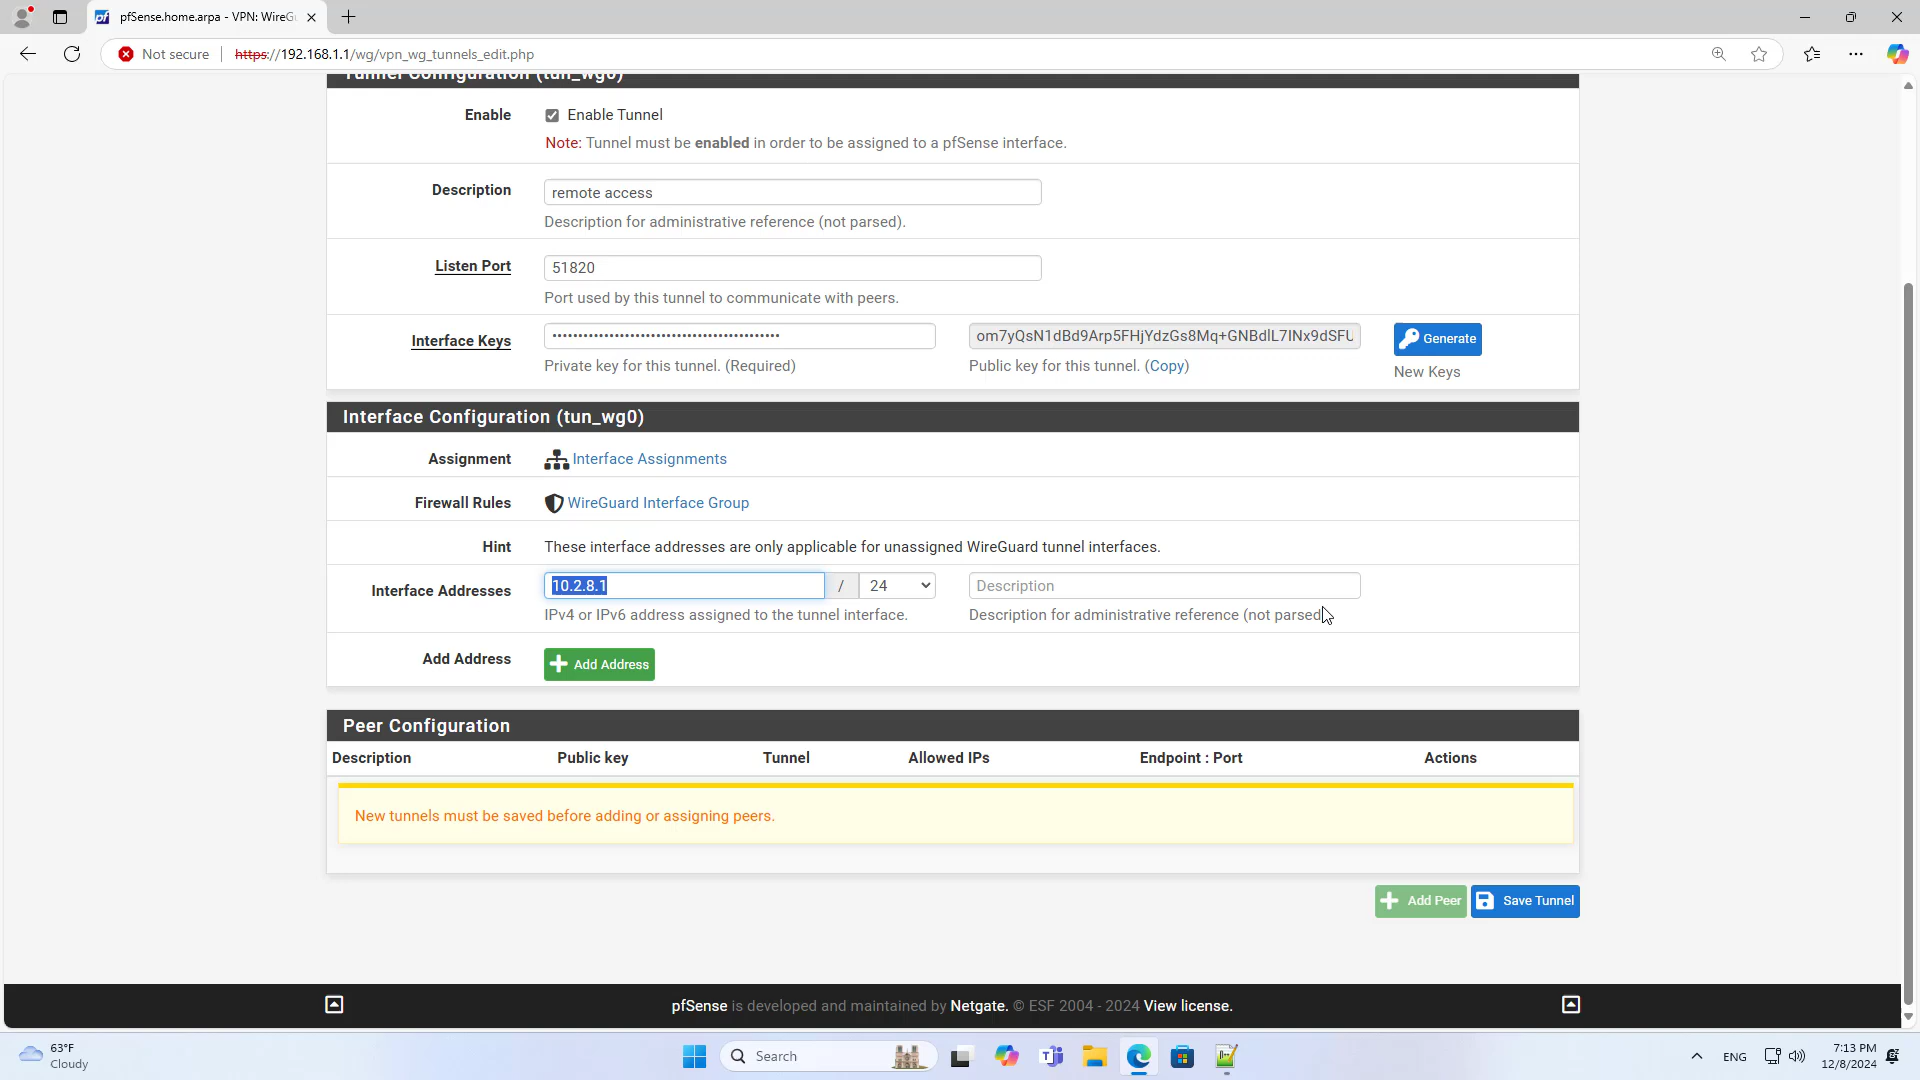 pfSense.home.arpa - VPN: WireGu
Not secure
https://192.168.1.1/wg/vpn_wg_tunnels_edit.php
Tunnel Configuration (tun_wg0)
Enable
Enable Tunnel
Note: Tunnel must be enabled in order to be assigned to a pfSense interface.
Description
remote access
Description for administrative reference (not parsed).
Listen Port
51820
Port used by this tunnel to communicate with peers.
Interface Keys
om7yQsN1dBd9Arp5FHjYdzGs8Mq+GNBdlL7INx9dSFU
Generate
Private key for this tunnel. (Required)
Public key for this tunnel. (Copy)
New Keys
Interface Configuration (tun_wg0)
Assignment
Interface Assignments
Firewall Rules
WireGuard Interface Group
Hint
These interface addresses are only applicable for unassigned WireGuard tunnel interfaces.
Interface Addresses
10.2.8.1
/
24
Description
IPv4 or IPv6 address assigned to the tunnel interface.
Description for administrative reference (not parsed).
Add Address
Add Address
Peer Configuration
Description
Public key
Tunnel
Allowed IPs
Endpoint : Port
Actions
New tunnels must be saved before adding or assigning peers.
Add Peer
Save Tunnel
pfSense is developed and maintained by Netgate. © ESF 2004 - 2024 View license.
63°F
Cloudy
Search
ENG
7:13 PM
12/8/2024